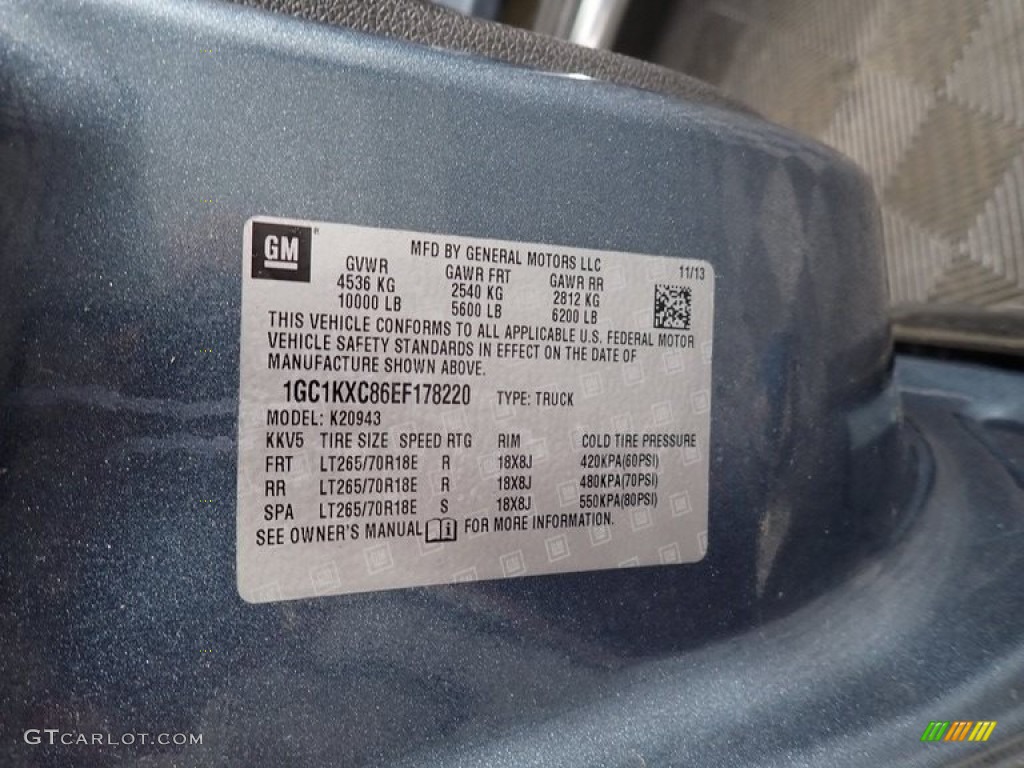 GM®
MFD BY GENERAL MOTORS LLC
11/13
GVWR GAWR FRT GAWR RR
4536 KG 2540 KG 2812 KG
10000 LB 5600 LB 6200 LB
THIS VEHICLE CONFORMS TO ALL APPLICABLE U.S. FEDERAL MOTOR
VEHICLE SAFETY STANDARDS IN EFFECT ON THE DATE OF
MANUFACTURE SHOWN ABOVE.
1GC1KXC86EF178220 TYPE: TRUCK
MODEL: K20943
KKV5 TIRE SIZE SPEED RTG RIM COLD TIRE PRESSURE
FRT LT265/70R18E R 18X8J 420KPA(60PSI)
RR LT265/70R18E R 18X8J 480KPA(70PSI)
SPA LT265/70R18E S 18X8J 550KPA(80PSI)
SEE OWNER'S MANUAL FOR MORE INFORMATION.
GTCARLOT.COM